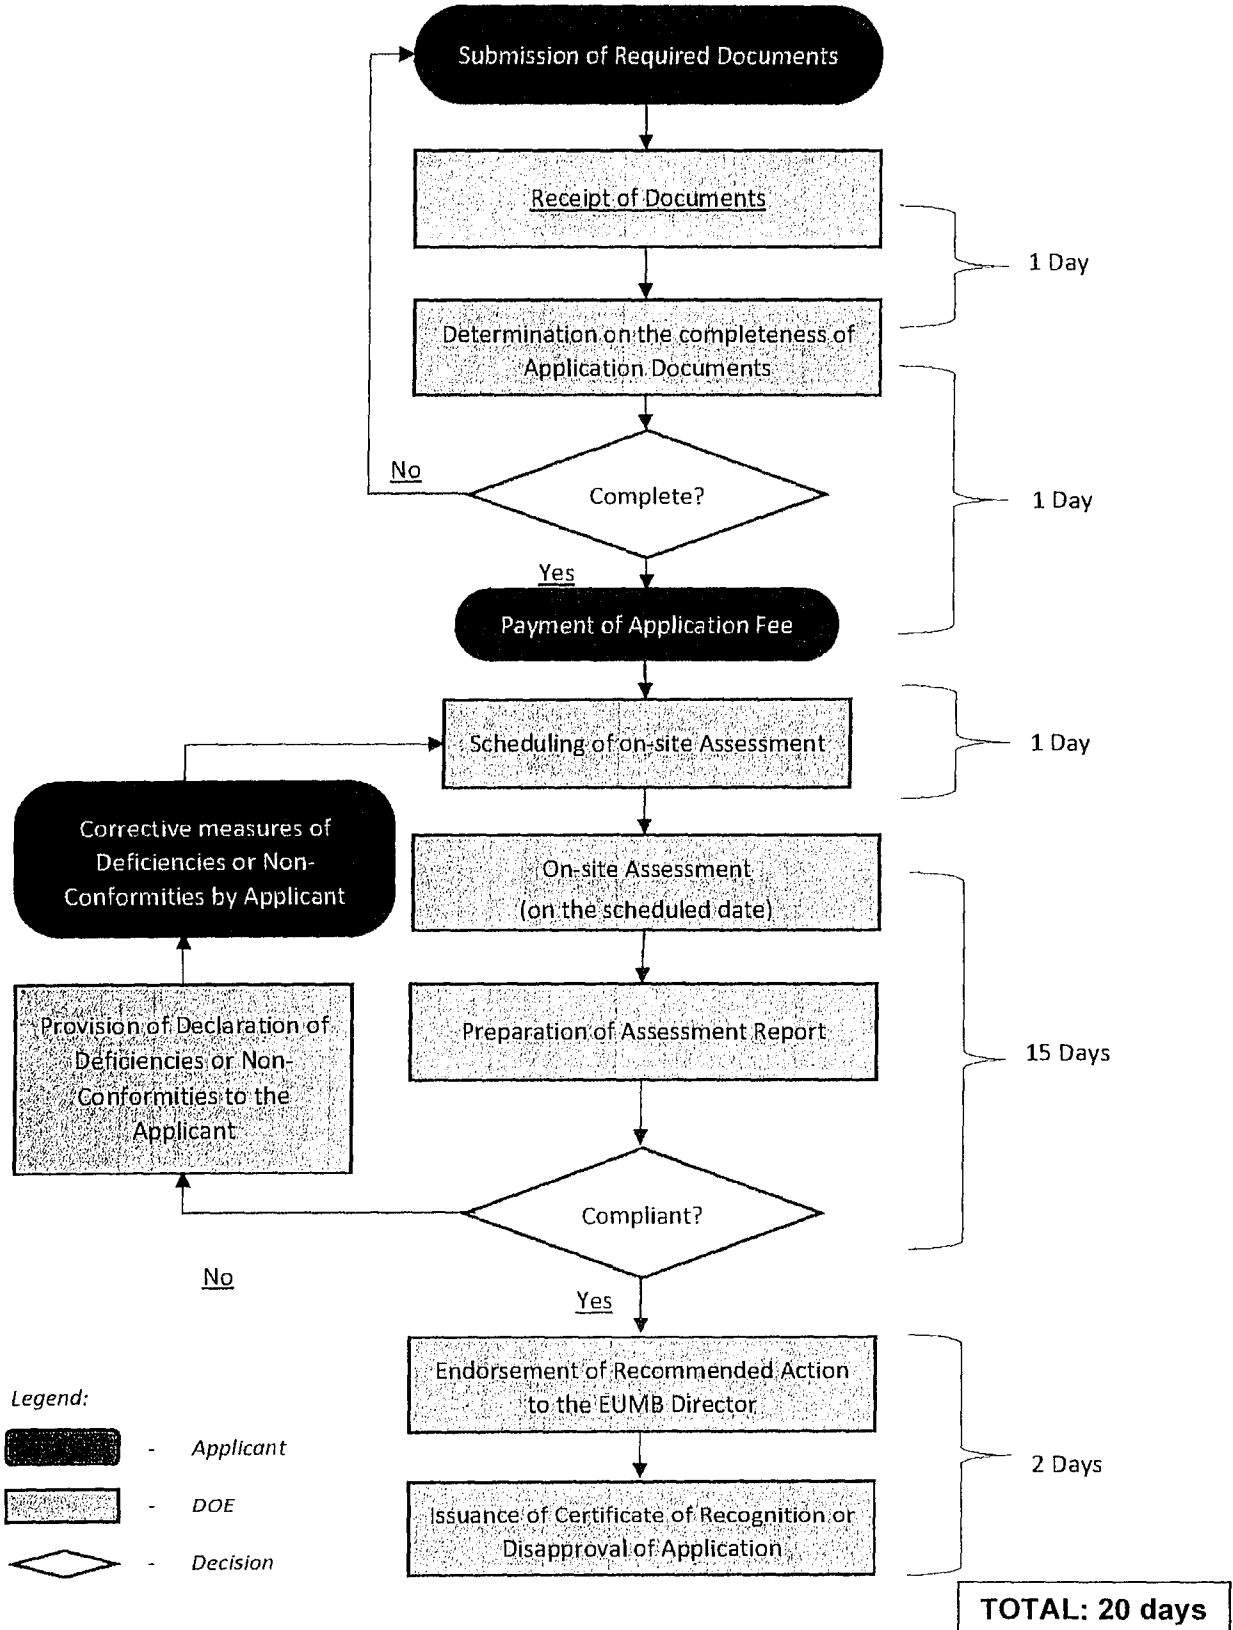 Submission of Required Documents
Receipt of Documents
1 Day
Determination on the completeness of
Application Documents
No
Complete?
1 Day
Yes
Payment of Application Fee
Scheduling of on-site Assessment
1 Day
Corrective measures of
Deficiencies or Non-
Conformities by Applicant
On-site Assessment
(on the scheduled date)
Provision of Declaration of
Deficiencies or Non-
Conformities to the
Applicant
Preparation of Assessment Report
15 Days
Compliant?
No
Yes
Endorsement of Recommended Action
to the EUMB Director
2 Days
Issuance of Certificate of Recognition or
Disapproval of Application
Legend:
- Applicant
- DOE
- Decision
TOTAL: 20 days